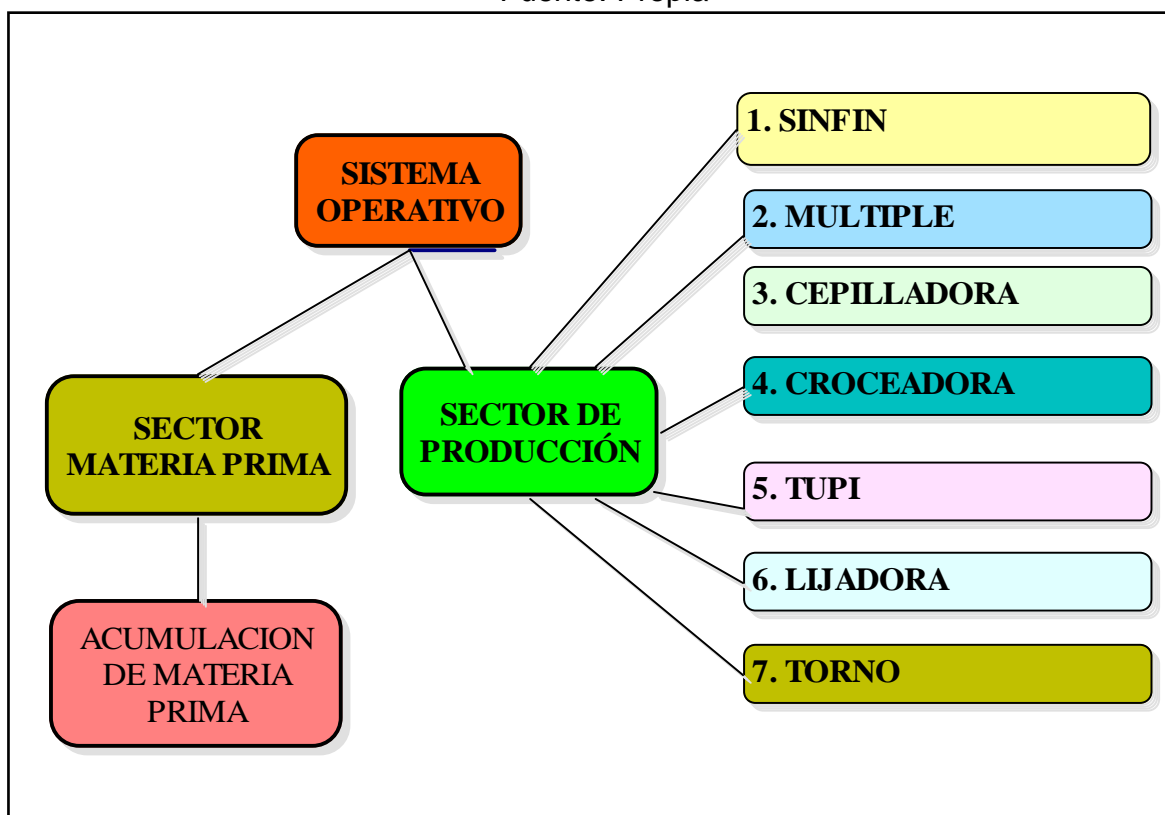 SISTEMA
OPERATIVO
SECTOR
MATERIA PRIMA
ACUMULACION
DE MATERIA
PRIMA
SECTOR DE
PRODUCCIÓN
1. SINFIN
2. MULTIPLE
3. CEPILLADORA
4. CROCEADORA
5. TUPI
6. LIJADORA
7. TORNO